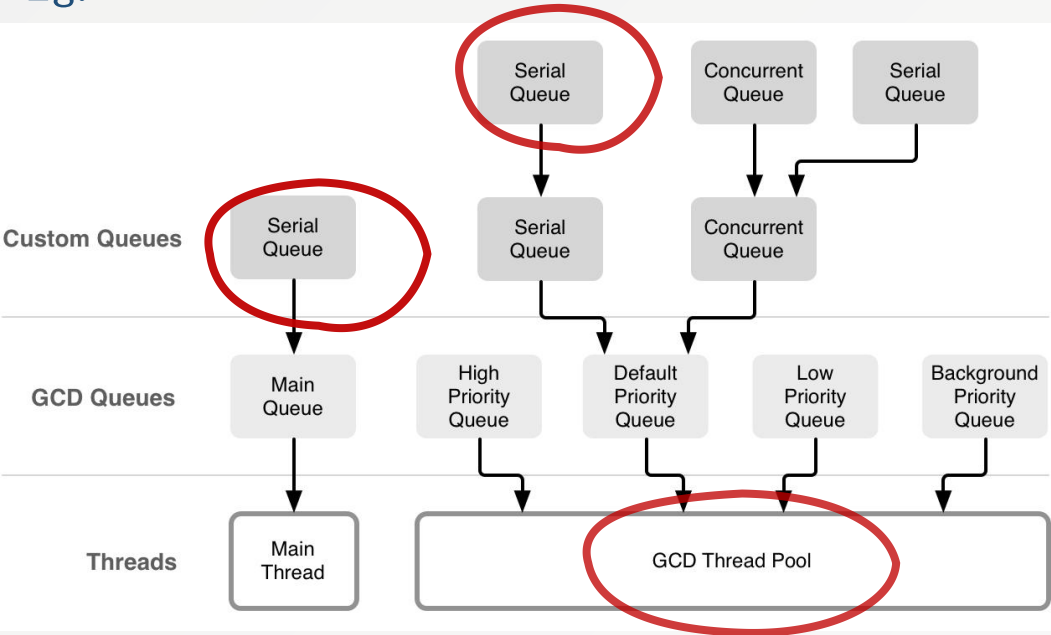 Eg.
Serial
Queue
Concurrent
Queue
Serial
Queue
Custom Queues
Serial
Queue
Serial
Queue
Concurrent
Queue
GCD Queues
Main
Queue
High
Priority
Queue
Default
Priority
Queue
Low
Priority
Queue
Background
Priority
Queue
Threads
Main
Thread
GCD Thread Pool